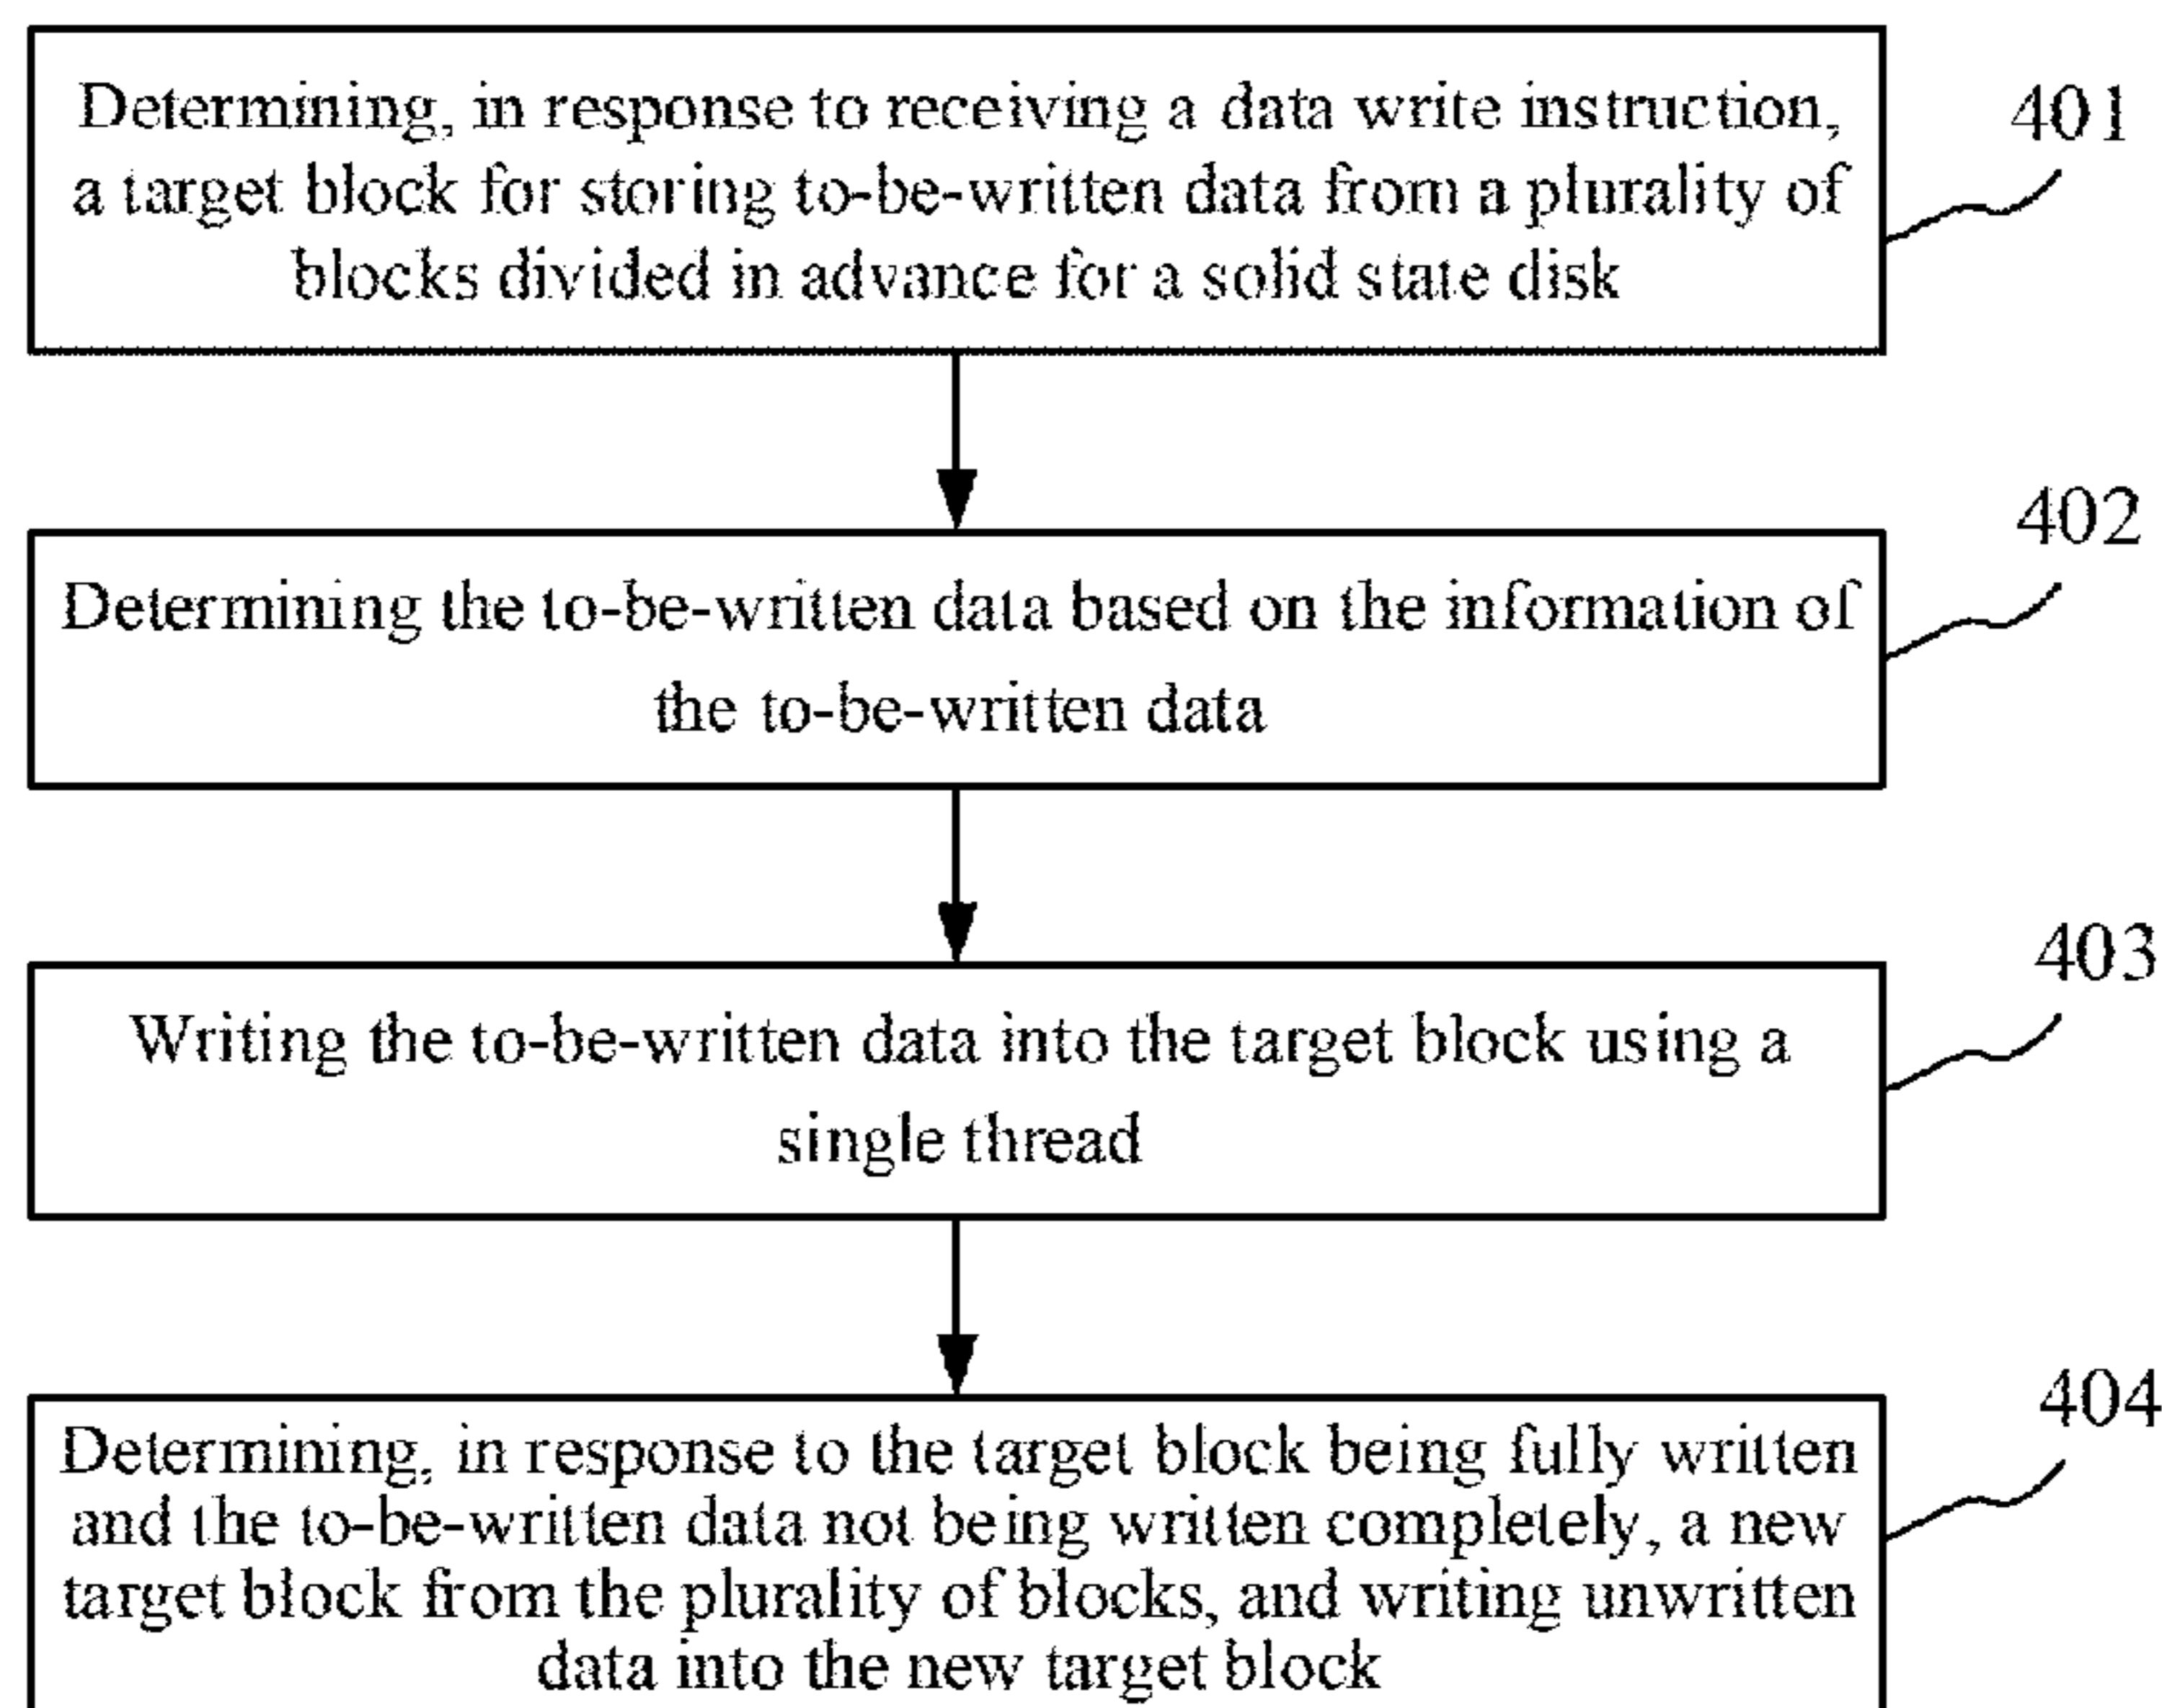 Determining, in response to receiving a data write instruction,
a target block for storing to-be-written data from a plurality of
blocks divided in advance for a solid state disk
401
Determining the to-be-written data based on the information of
the to-be-written data
402
Writing the to-be-written data into the target block using a
single thread
403
Determining, in response to the target block being fully written
and the to-be-written data not being written completely, a new
target block from the plurality of blocks, and writing unwritten
data into the new target block
404